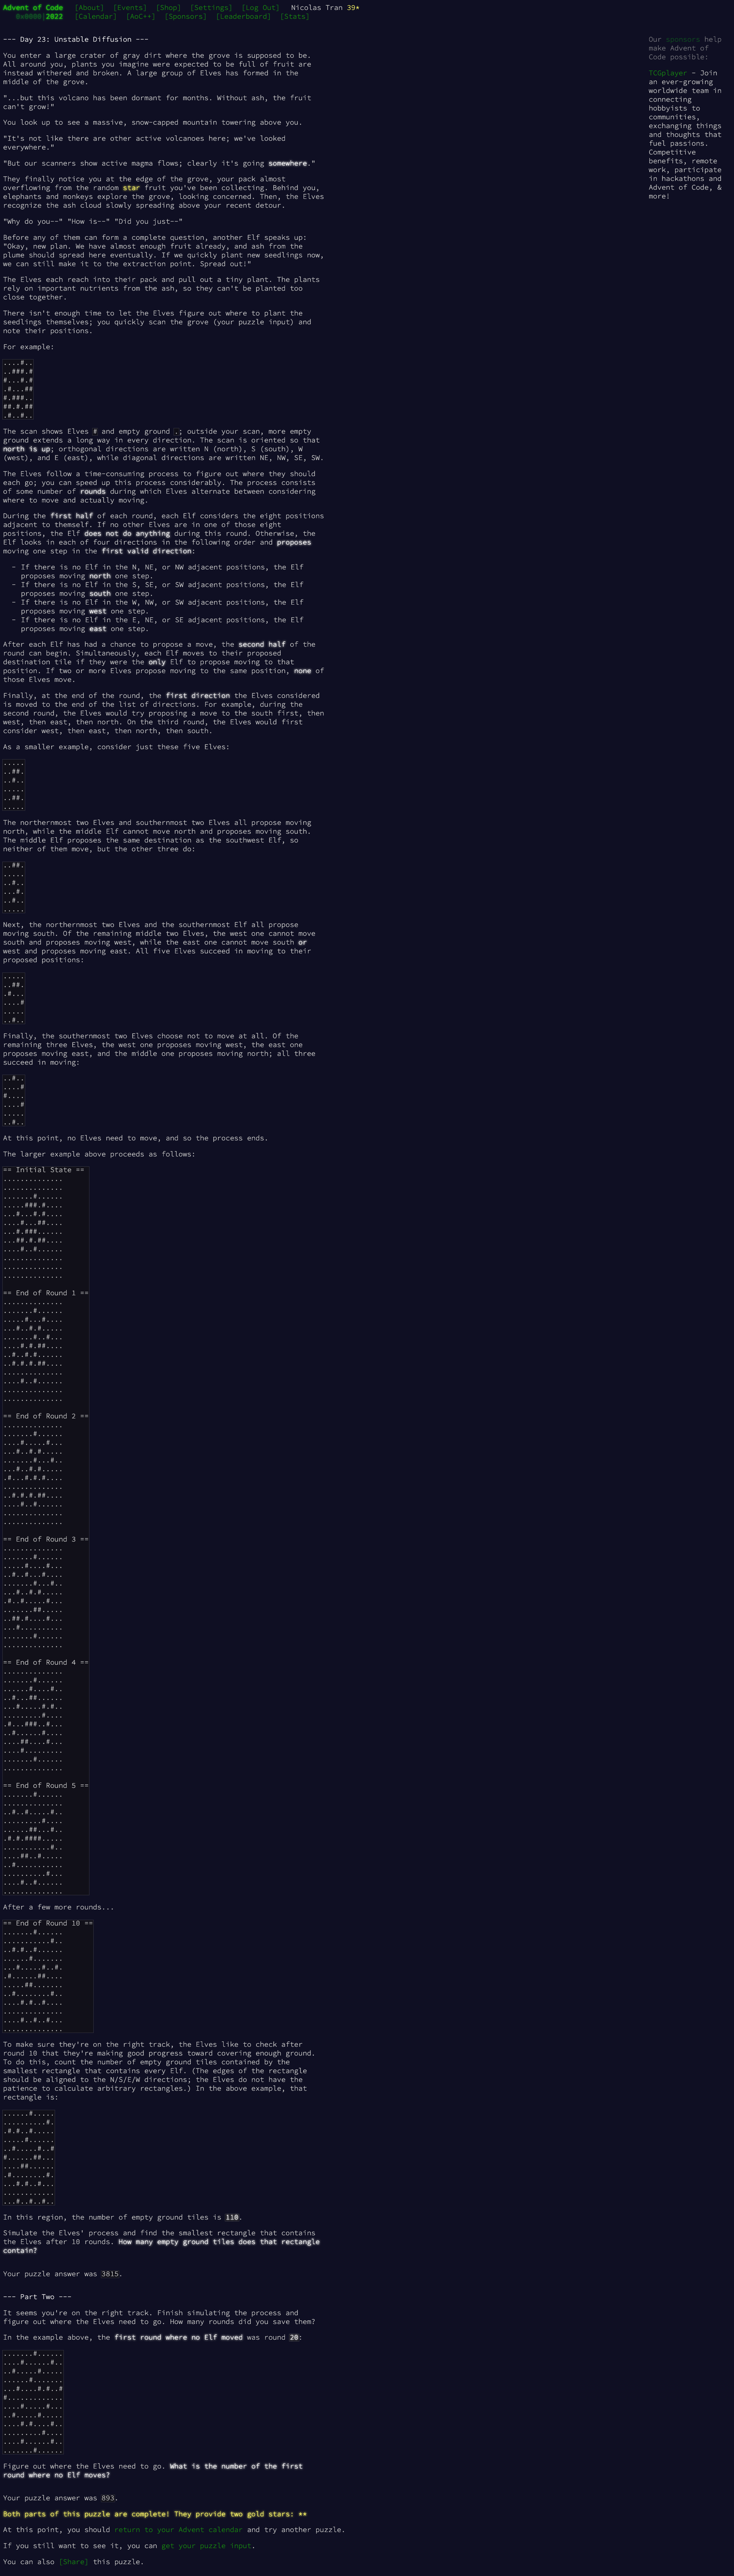 Advent of Code [About] [Events] [Shop] [Settings] [Log Out] Nicolas Tran 39*
0x0000|2022 [Calendar] [AoC++] [Sponsors] [Leaderboard] [Stats]
Our sponsors help
make Advent of
Code possible:
TCGplayer - Join
an ever-growing
worldwide team in
connecting
hobbyists to
communities,
exchanging things
and thoughts that
fuel passions.
Competitive
benefits, remote
work, participate
in hackathons and
Advent of Code, &
more!
--- Day 23: Unstable Diffusion ---
You enter a large crater of gray dirt where the grove is supposed to be.
All around you, plants you imagine were expected to be full of fruit are
instead withered and broken. A large group of Elves has formed in the
middle of the grove.
"...but this volcano has been dormant for months. Without ash, the fruit
can't grow!"
You look up to see a massive, snow-capped mountain towering above you.
"It's not like there are other active volcanoes here; we've looked
everywhere."
"But our scanners show active magma flows; clearly it's going somewhere."
They finally notice you at the edge of the grove, your pack almost
overflowing from the random star fruit you've been collecting. Behind you,
elephants and monkeys explore the grove, looking concerned. Then, the Elves
recognize the ash cloud slowly spreading above your recent detour.
"Why do you--" "How is--" "Did you just--"
Before any of them can form a complete question, another Elf speaks up:
"Okay, new plan. We have almost enough fruit already, and ash from the
plume should spread here eventually. If we quickly plant new seedlings now,
we can still make it to the extraction point. Spread out!"
The Elves each reach into their pack and pull out a tiny plant. The plants
rely on important nutrients from the ash, so they can't be planted too
close together.
There isn't enough time to let the Elves figure out where to plant the
seedlings themselves; you quickly scan the grove (your puzzle input) and
note their positions.
For example:
....#..
..###.#
#...#.#
.#...##
#.###..
##.#.##
.#..#..
The scan shows Elves # and empty ground .; outside your scan, more empty
ground extends a long way in every direction. The scan is oriented so that
north is up; orthogonal directions are written N (north), S (south), W
(west), and E (east), while diagonal directions are written NE, NW, SE, SW.
The Elves follow a time-consuming process to figure out where they should
each go; you can speed up this process considerably. The process consists
of some number of rounds during which Elves alternate between considering
where to move and actually moving.
During the first half of each round, each Elf considers the eight positions
adjacent to themself. If no other Elves are in one of those eight
positions, the Elf does not do anything during this round. Otherwise, the
Elf looks in each of four directions in the following order and proposes
moving one step in the first valid direction:
- If there is no Elf in the N, NE, or NW adjacent positions, the Elf
proposes moving north one step.
- If there is no Elf in the S, SE, or SW adjacent positions, the Elf
proposes moving south one step.
- If there is no Elf in the W, NW, or SW adjacent positions, the Elf
proposes moving west one step.
- If there is no Elf in the E, NE, or SE adjacent positions, the Elf
proposes moving east one step.
After each Elf has had a chance to propose a move, the second half of the
round can begin. Simultaneously, each Elf moves to their proposed
destination tile if they were the only Elf to propose moving to that
position. If two or more Elves propose moving to the same position, none of
those Elves move.
Finally, at the end of the round, the first direction the Elves considered
is moved to the end of the list of directions. For example, during the
second round, the Elves would try proposing a move to the south first, then
west, then east, then north. On the third round, the Elves would first
consider west, then east, then north, then south.
As a smaller example, consider just these five Elves:
.....
..##.
..#..
.....
..##.
.....
The northernmost two Elves and southernmost two Elves all propose moving
north, while the middle Elf cannot move north and proposes moving south.
The middle Elf proposes the same destination as the southwest Elf, so
neither of them move, but the other three do:
..##.
.....
..#..
...#.
..#..
.....
Next, the northernmost two Elves and the southernmost Elf all propose
moving south. Of the remaining middle two Elves, the west one cannot move
south and proposes moving west, while the east one cannot move south or
west and proposes moving east. All five Elves succeed in moving to their
proposed positions:
.....
..##.
.#...
....#
.....
..#..
Finally, the southernmost two Elves choose not to move at all. Of the
remaining three Elves, the west one proposes moving west, the east one
proposes moving east, and the middle one proposes moving north; all three
succeed in moving:
..#..
....#
#....
....#
.....
..#..
At this point, no Elves need to move, and so the process ends.
The larger example above proceeds as follows:
== Initial State ==
..............
..............
.......#......
.....###.#....
...#...#.#....
....#...##....
...#.###......
...##.#.##....
....#..#......
..............
..............
..............
== End of Round 1 ==
..............
.......#......
.....#...#....
...#..#.#.....
.......#..#...
....#.#.##....
..#..#.#......
..#.#.#.##....
..............
....#..#......
..............
..............
== End of Round 2 ==
..............
.......#......
....#.....#...
...#..#.#.....
.......#...#..
...#..#.#.....
.#...#.#.#....
..............
..#.#.#.##....
....#..#......
..............
..............
== End of Round 3 ==
..............
.......#......
.....#....#...
..#..#...#....
.......#...#..
...#..#.#.....
.#..#.....#...
.......##.....
..##.#....#...
...#..........
.......#......
..............
== End of Round 4 ==
..............
.......#......
......#....#..
..#...##......
...#.....#.#..
.........#....
.#...###..#...
..#......#....
....##....#...
....#.........
.......#......
..............
== End of Round 5 ==
.......#......
..............
..#..#.....#..
.........#....
......##...#..
.#.#.####.....
...........#..
....##..#.....
..#...........
..........#...
....#..#......
..............
After a few more rounds...
== End of Round 10 ==
.......#......
...........#..
..#.#..#......
......#.......
...#.....#..#.
.#......##....
.....##.......
..#........#..
....#.#..#....
..............
....#..#..#...
..............
To make sure they're on the right track, the Elves like to check after
round 10 that they're making good progress toward covering enough ground.
To do this, count the number of empty ground tiles contained by the
smallest rectangle that contains every Elf. (The edges of the rectangle
should be aligned to the N/S/E/W directions; the Elves do not have the
patience to calculate arbitrary rectangles.) In the above example, that
rectangle is:
......#.....
..........#.
.#.#..#.....
.....#......
..#.....#..#
#......##...
....##......
.#........#.
...#.#..#...
............
...#..#..#..
In this region, the number of empty ground tiles is 110.
Simulate the Elves' process and find the smallest rectangle that contains
the Elves after 10 rounds. How many empty ground tiles does that rectangle
contain?
Your puzzle answer was 3815.
--- Part Two ---
It seems you're on the right track. Finish simulating the process and
figure out where the Elves need to go. How many rounds did you save them?
In the example above, the first round where no Elf moved was round 20:
.......#......
....#......#..
..#.....#.....
......#.......
...#....#.#..#
#.............
....#.....#...
..#.....#.....
....#.#....#..
.........#....
....#......#..
.......#......
Figure out where the Elves need to go. What is the number of the first
round where no Elf moves?
Your puzzle answer was 893.
Both parts of this puzzle are complete! They provide two gold stars: **
At this point, you should return to your Advent calendar and try another puzzle.
If you still want to see it, you can get your puzzle input.
You can also [Share] this puzzle.